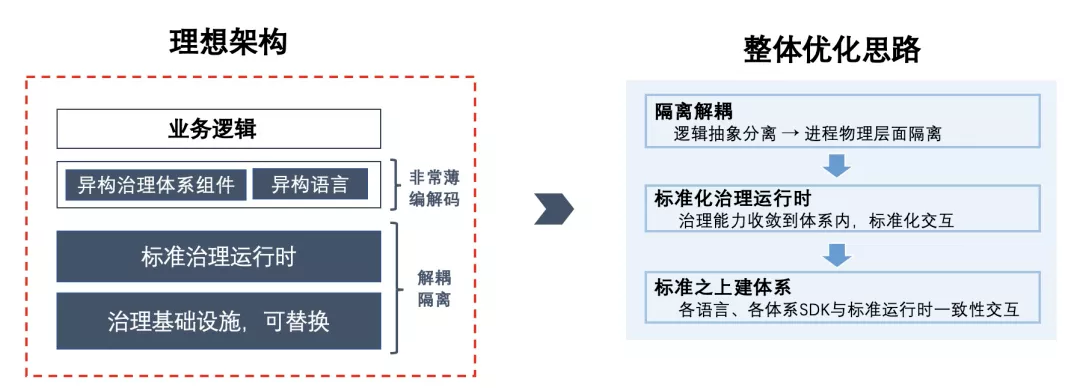 理想架构
业务逻辑
异构治理体系组件
异构语言
非常薄
编解码
标准治理运行时
治理基础设施，可替换
解耦
隔离
整体优化思路
隔离解耦
逻辑抽象分离 → 进程物理层面隔离
标准化治理运行时
治理能力收敛到体系内，标准化交互
标准之上建体系
各语言、各体系SDK与标准运行时一致性交互